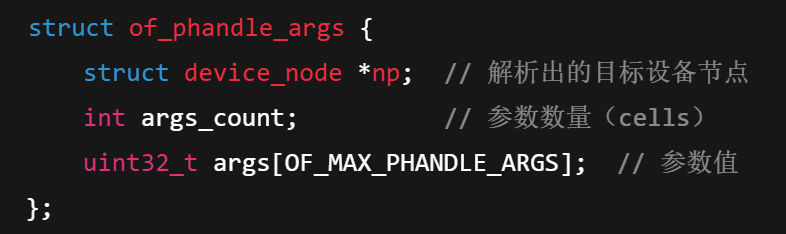 struct of_phandle_args {
    struct device_node *np;  // 解析出的目标设备节点
    int args_count;          // 参数数量（cells）
    uint32_t args[OF_MAX_PHANDLE_ARGS];  // 参数值
};